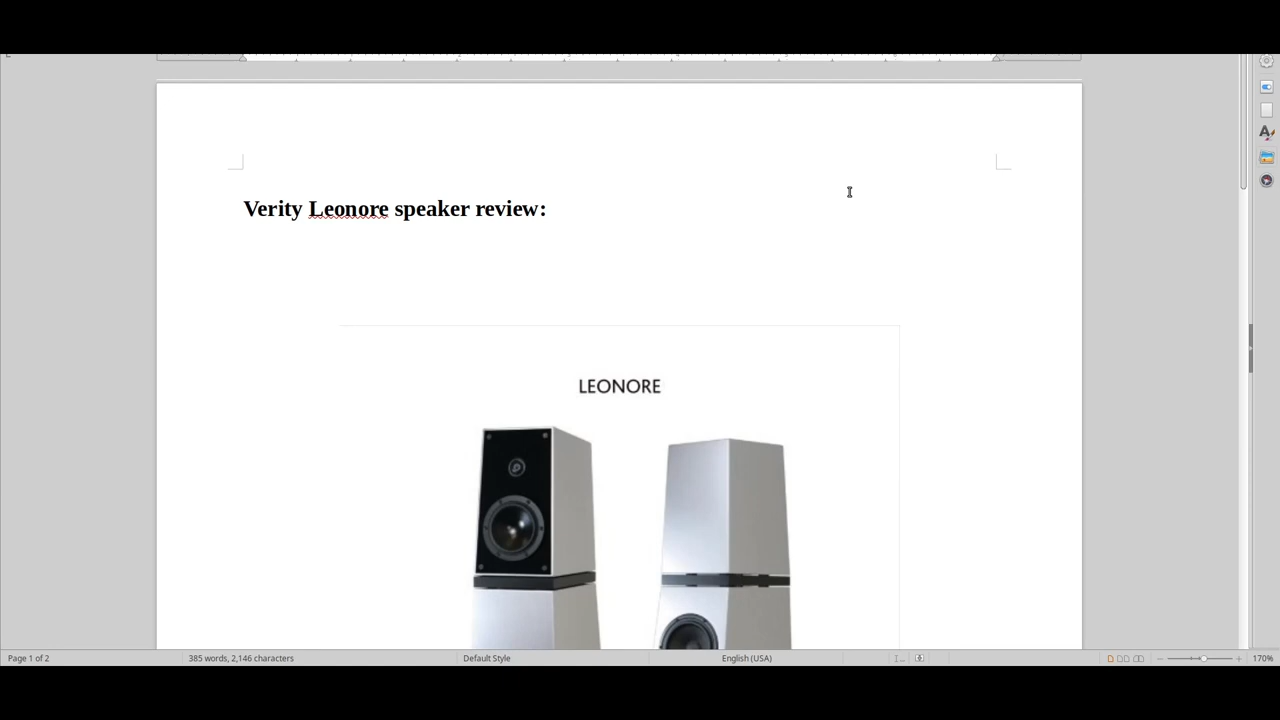 Verity Leonore speaker review:
LEONORE
Page 1 of 2
385 words, 2,146 characters
Default Style
English (USA)
170%